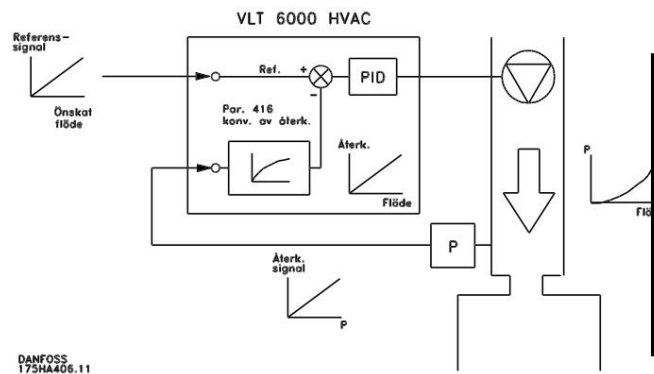 VLT 6000 HVAC
Referens-
signal
Önskat
flöde
Ref.
+
-
PID
Par. 416
konv. av återk.
Återk.
Flöde
P
Återk.
signal
P
P
DANFOSS
175HA406.11